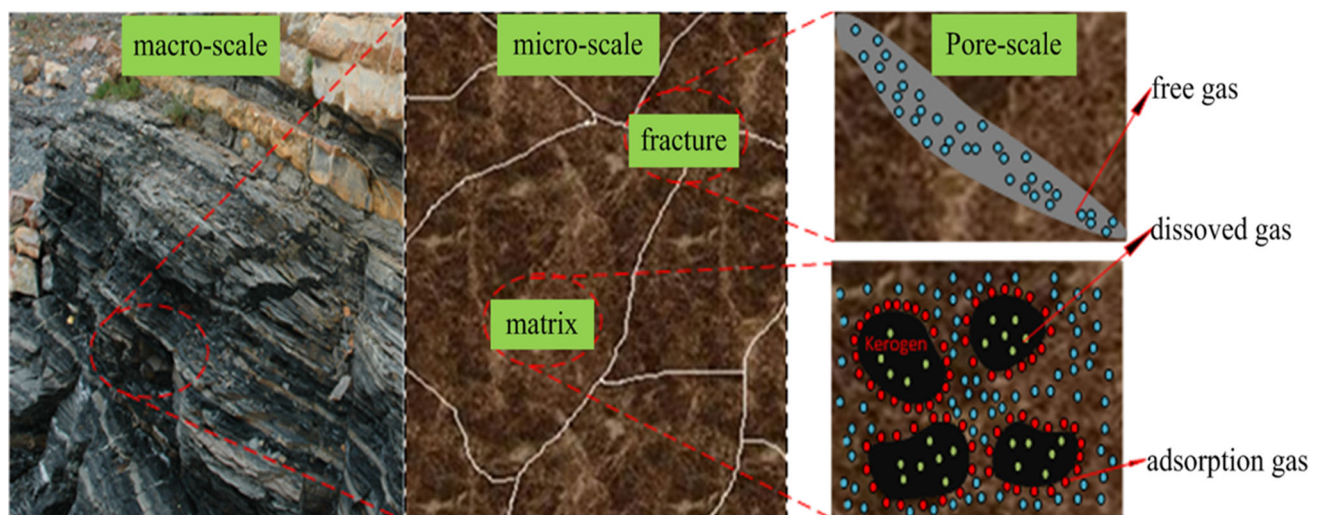 macro-scale
micro-scale
Pore-scale
free gas
fracture
dissoved gas
matrix
Kerogen
adsorption gas